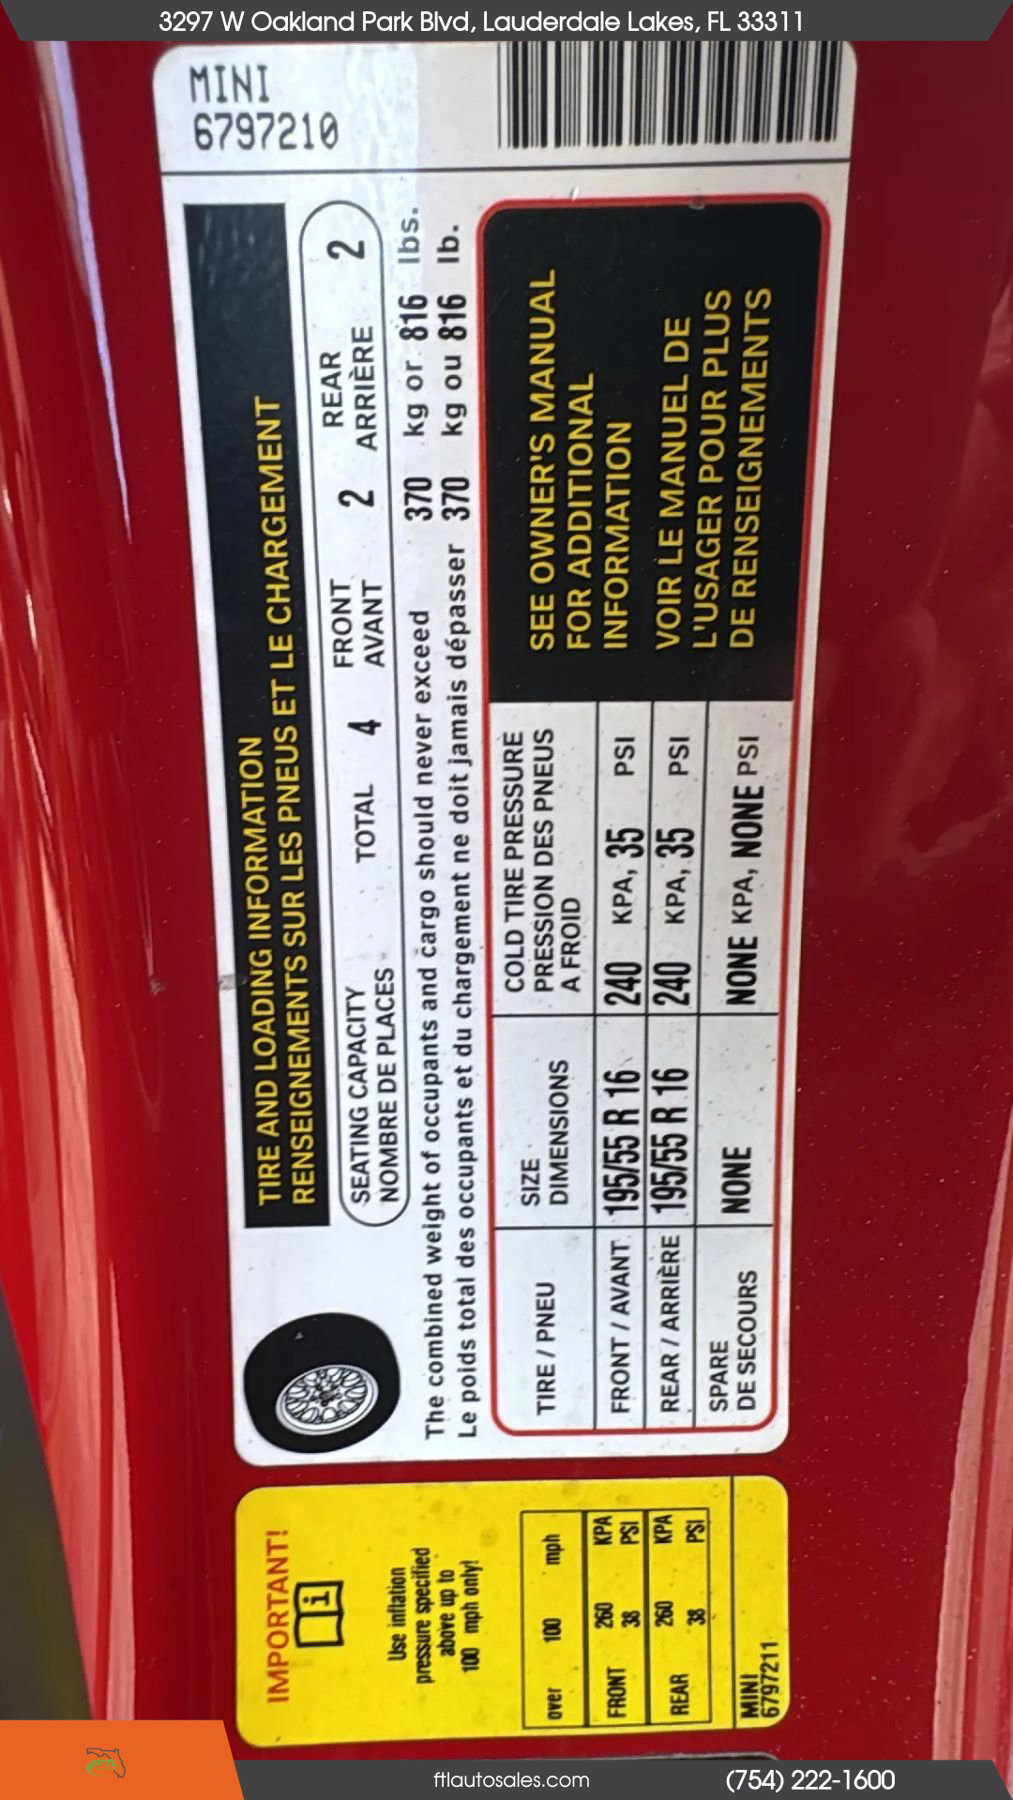 3297 W Oakland Park Blvd, Lauderdale Lakes, FL 33311
MINI
6797210
TIRE AND LOADING INFORMATION
RENSEIGNEMENTS SUR LES PNEUS ET LE CHARGEMENT
SEATING CAPACITY TOTAL 4 FRONT 2 REAR 2
NOMBRE DE PLACES AVANT ARRIÈRE
The combined weight of occupants and cargo should never exceed 370 kg or 816 lbs.
Le poids total des occupants et du chargement ne doit jamais dépasser 370 kg ou 816 lb.
TIRE / PNEU
SIZE
DIMENSIONS
COLD TIRE PRESSURE
PRESSION DES PNEUS
A FROID
FRONT / AVANT 195/55 R 16 240 KPA, 35 PSI
REAR / ARRIÈRE 195/55 R 16 240 KPA, 35 PSI
SPARE
DE SECOURS
NONE NONE KPA, NONE PSI
SEE OWNER'S MANUAL
FOR ADDITIONAL
INFORMATION
VOIR LE MANUEL DE
L'USAGER POUR PLUS
DE RENSEIGNEMENTS
IMPORTANT!
i
Use inflation
pressure specified
above up to
100 mph only!
over 100 mph
FRONT 260 KPA
38 PSI
REAR 260 KPA
38 PSI
MINI
6797211
ftlautosales.com
(754) 222-1600